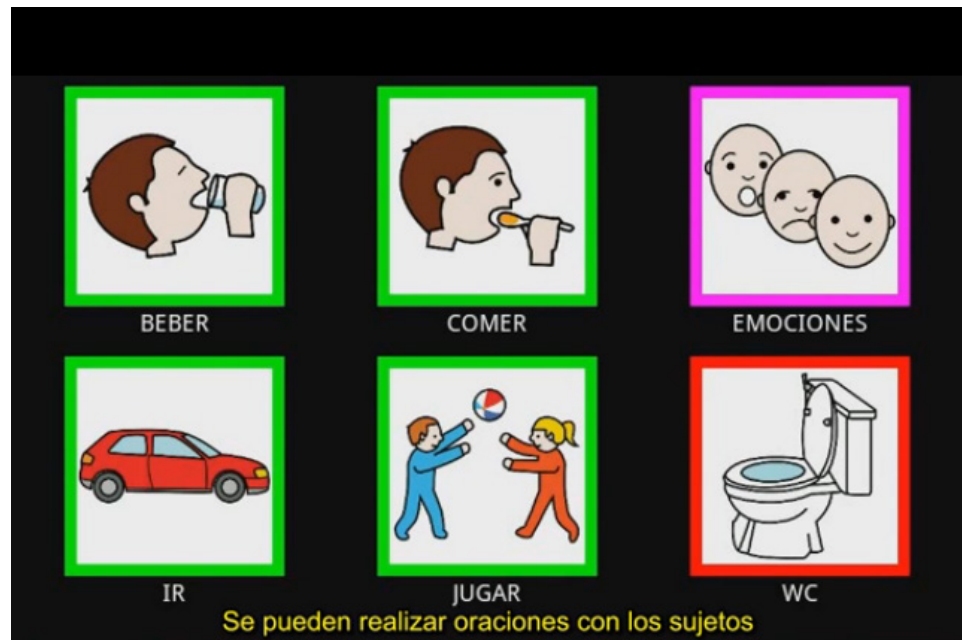 BEBER
COMER
EMOCIONES
IR
JUGAR
WC
Se pueden realizar oraciones con los sujetos